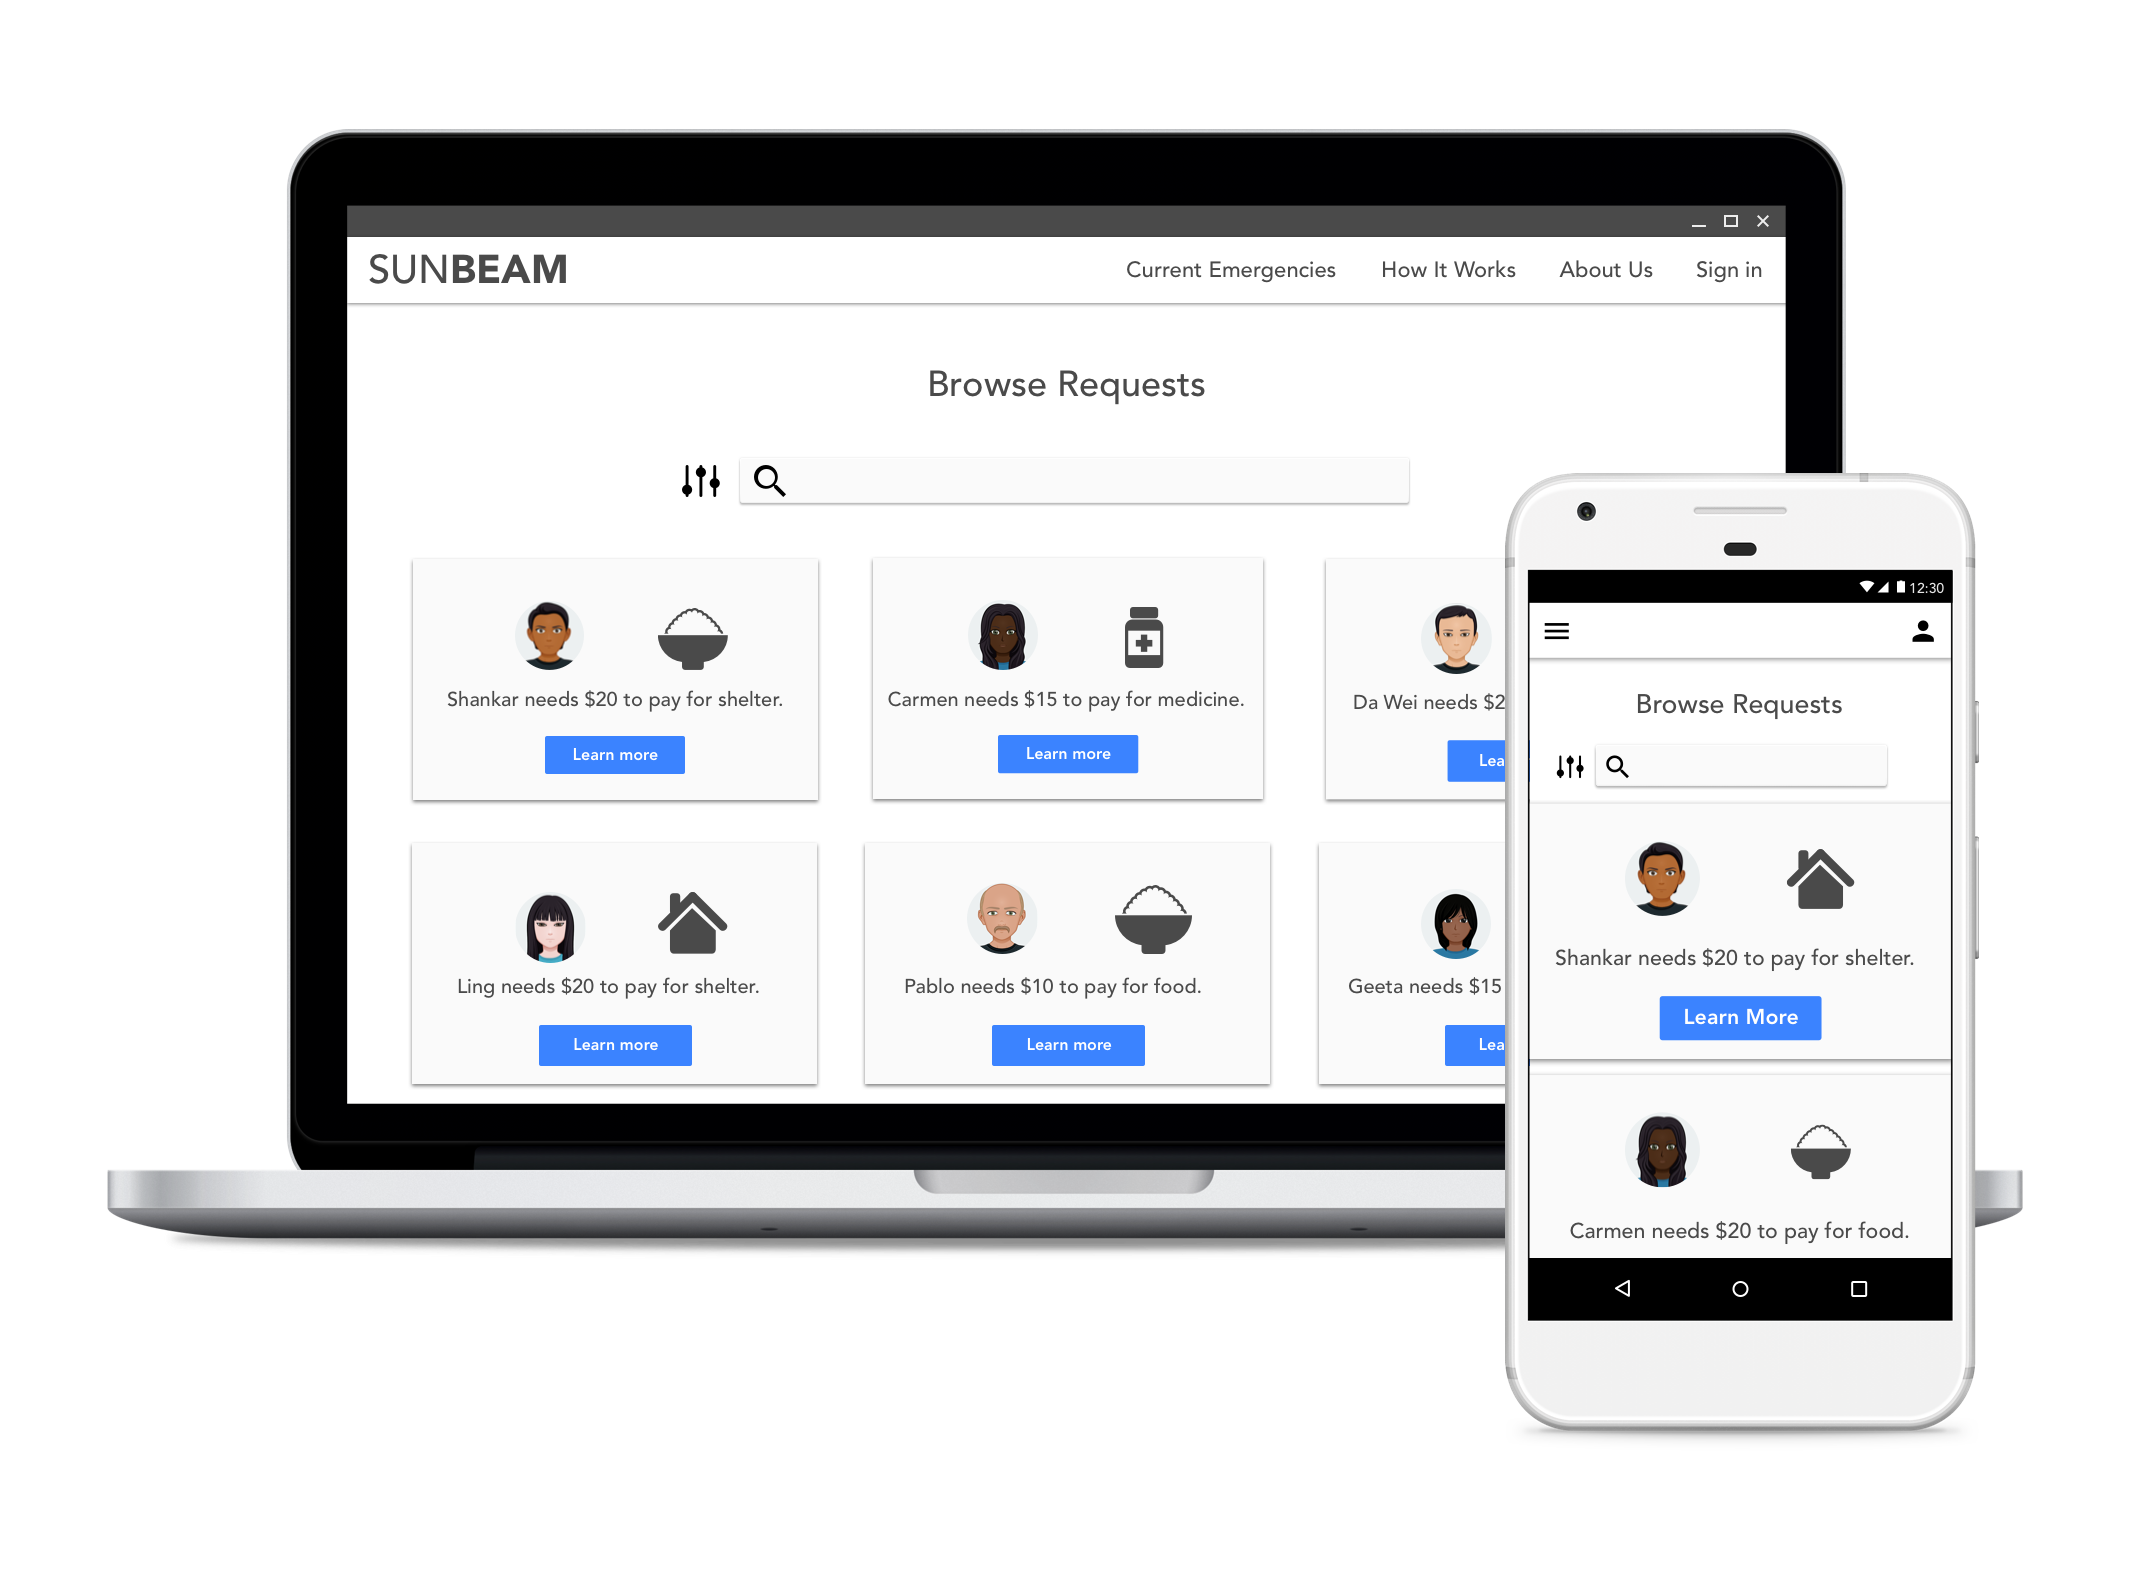 SUNBEAM
Current Emergencies How It Works About Us Sign in
Browse Requests
Shankar needs $20 to pay for shelter.
Learn more
Carmen needs $15 to pay for medicine.
Learn more
Da Wei needs $2
Lea
Ling needs $20 to pay for shelter.
Learn more
Pablo needs $10 to pay for food.
Learn more
Geeta needs $15
Lea
12:30
Browse Requests
Shankar needs $20 to pay for shelter.
Learn More
Carmen needs $20 to pay for food.